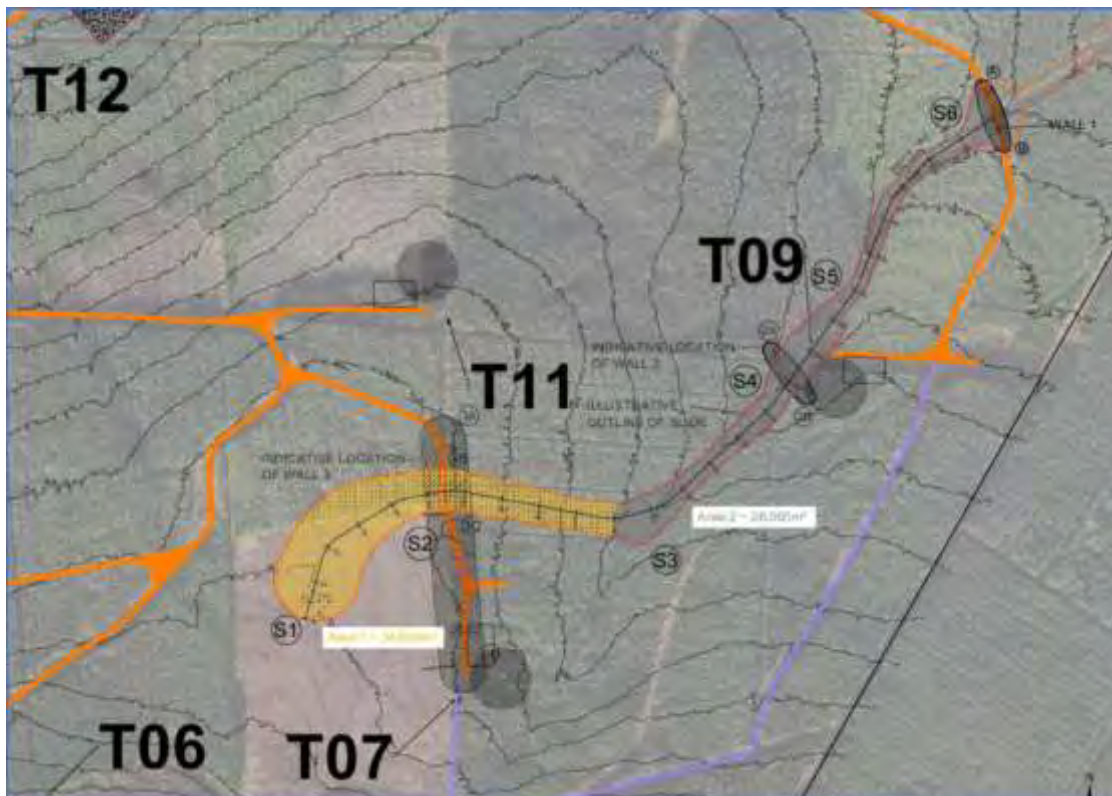 T12
S6
WALL 1
T09
S5
INDICATIVE LOCATION
OF WALL 2
S4
T11
ILLUSTRATIVE
OUTLINE OF SLIDE
INDICATIVE LOCATION
OF WALL 3
S2
S3
S1
T06
T07